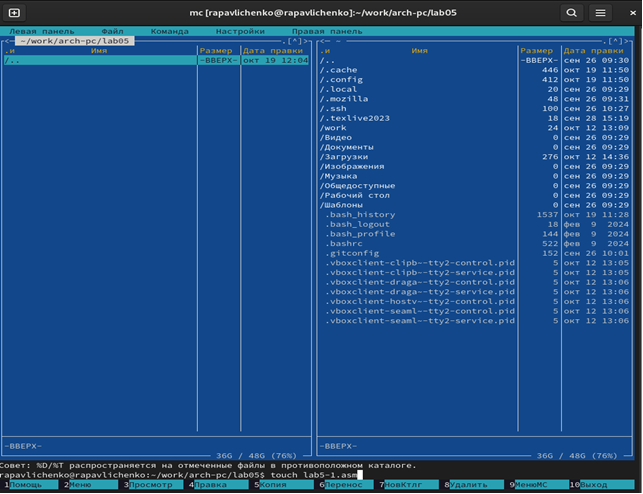 mc [rapavlichenko@rapavlichenko]:~/work/arch-pc/lab05
Левая панель Файл Команда Настройки Правая панель
<— ~/work/arch-pc/lab05 .[^]>
.и Имя Размер Дата правки
/.. -ВВЕРХ- окт 19 12:04
-ВВЕРХ-
36G / 48G (76%)
<— ~ .[^]>
.и Имя Размер Дата правки
/.. -ВВЕРХ- сен 26 09:30
/.cache 446 окт 19 11:50
/.config 412 окт 19 11:50
/.local 20 сен 26 09:29
/.mozilla 48 сен 26 09:31
/.ssh 100 сен 26 10:27
/.texlive2023 18 сен 28 15:19
/work 24 окт 12 13:09
/Видео 0 сен 26 09:29
/Документы 0 сен 26 09:29
/Загрузки 276 окт 12 14:36
/Изображения 0 сен 26 09:29
/Музыка 0 сен 26 09:29
/Общедоступные 0 сен 26 09:29
/Рабочий стол 0 сен 26 09:29
/Шаблоны 0 сен 26 09:29
.bash_history 1537 окт 19 11:28
.bash_logout 18 фев 9 2024
.bash_profile 144 фев 9 2024
.bashrc 522 фев 9 2024
.gitconfig 152 сен 26 10:01
.vboxclient-clipb~-tty2-control.pid 5 окт 12 13:05
.vboxclient-clipb~-tty2-service.pid 5 окт 12 13:05
.vboxclient-draga~-tty2-control.pid 5 окт 12 13:06
.vboxclient-draga~-tty2-service.pid 5 окт 12 13:06
.vboxclient-hostv~-tty2-control.pid 5 окт 12 13:06
.vboxclient-seaml~-tty2-control.pid 5 окт 12 13:06
.vboxclient-seaml~-tty2-service.pid 5 окт 12 13:06
-ВВЕРХ-
36G / 48G (76%)
Совет: %D/%T распространяется на отмеченные файлы в противоположном каталоге.
rapavlichenko@rapavlichenko:~/work/arch-pc/lab05$ touch lab5-1.asm
1Помощь 2Меню 3Просмотр 4Правка 5Копия 6Перенос 7НовКтлг 8Удалить 9МенюMC 10Выход